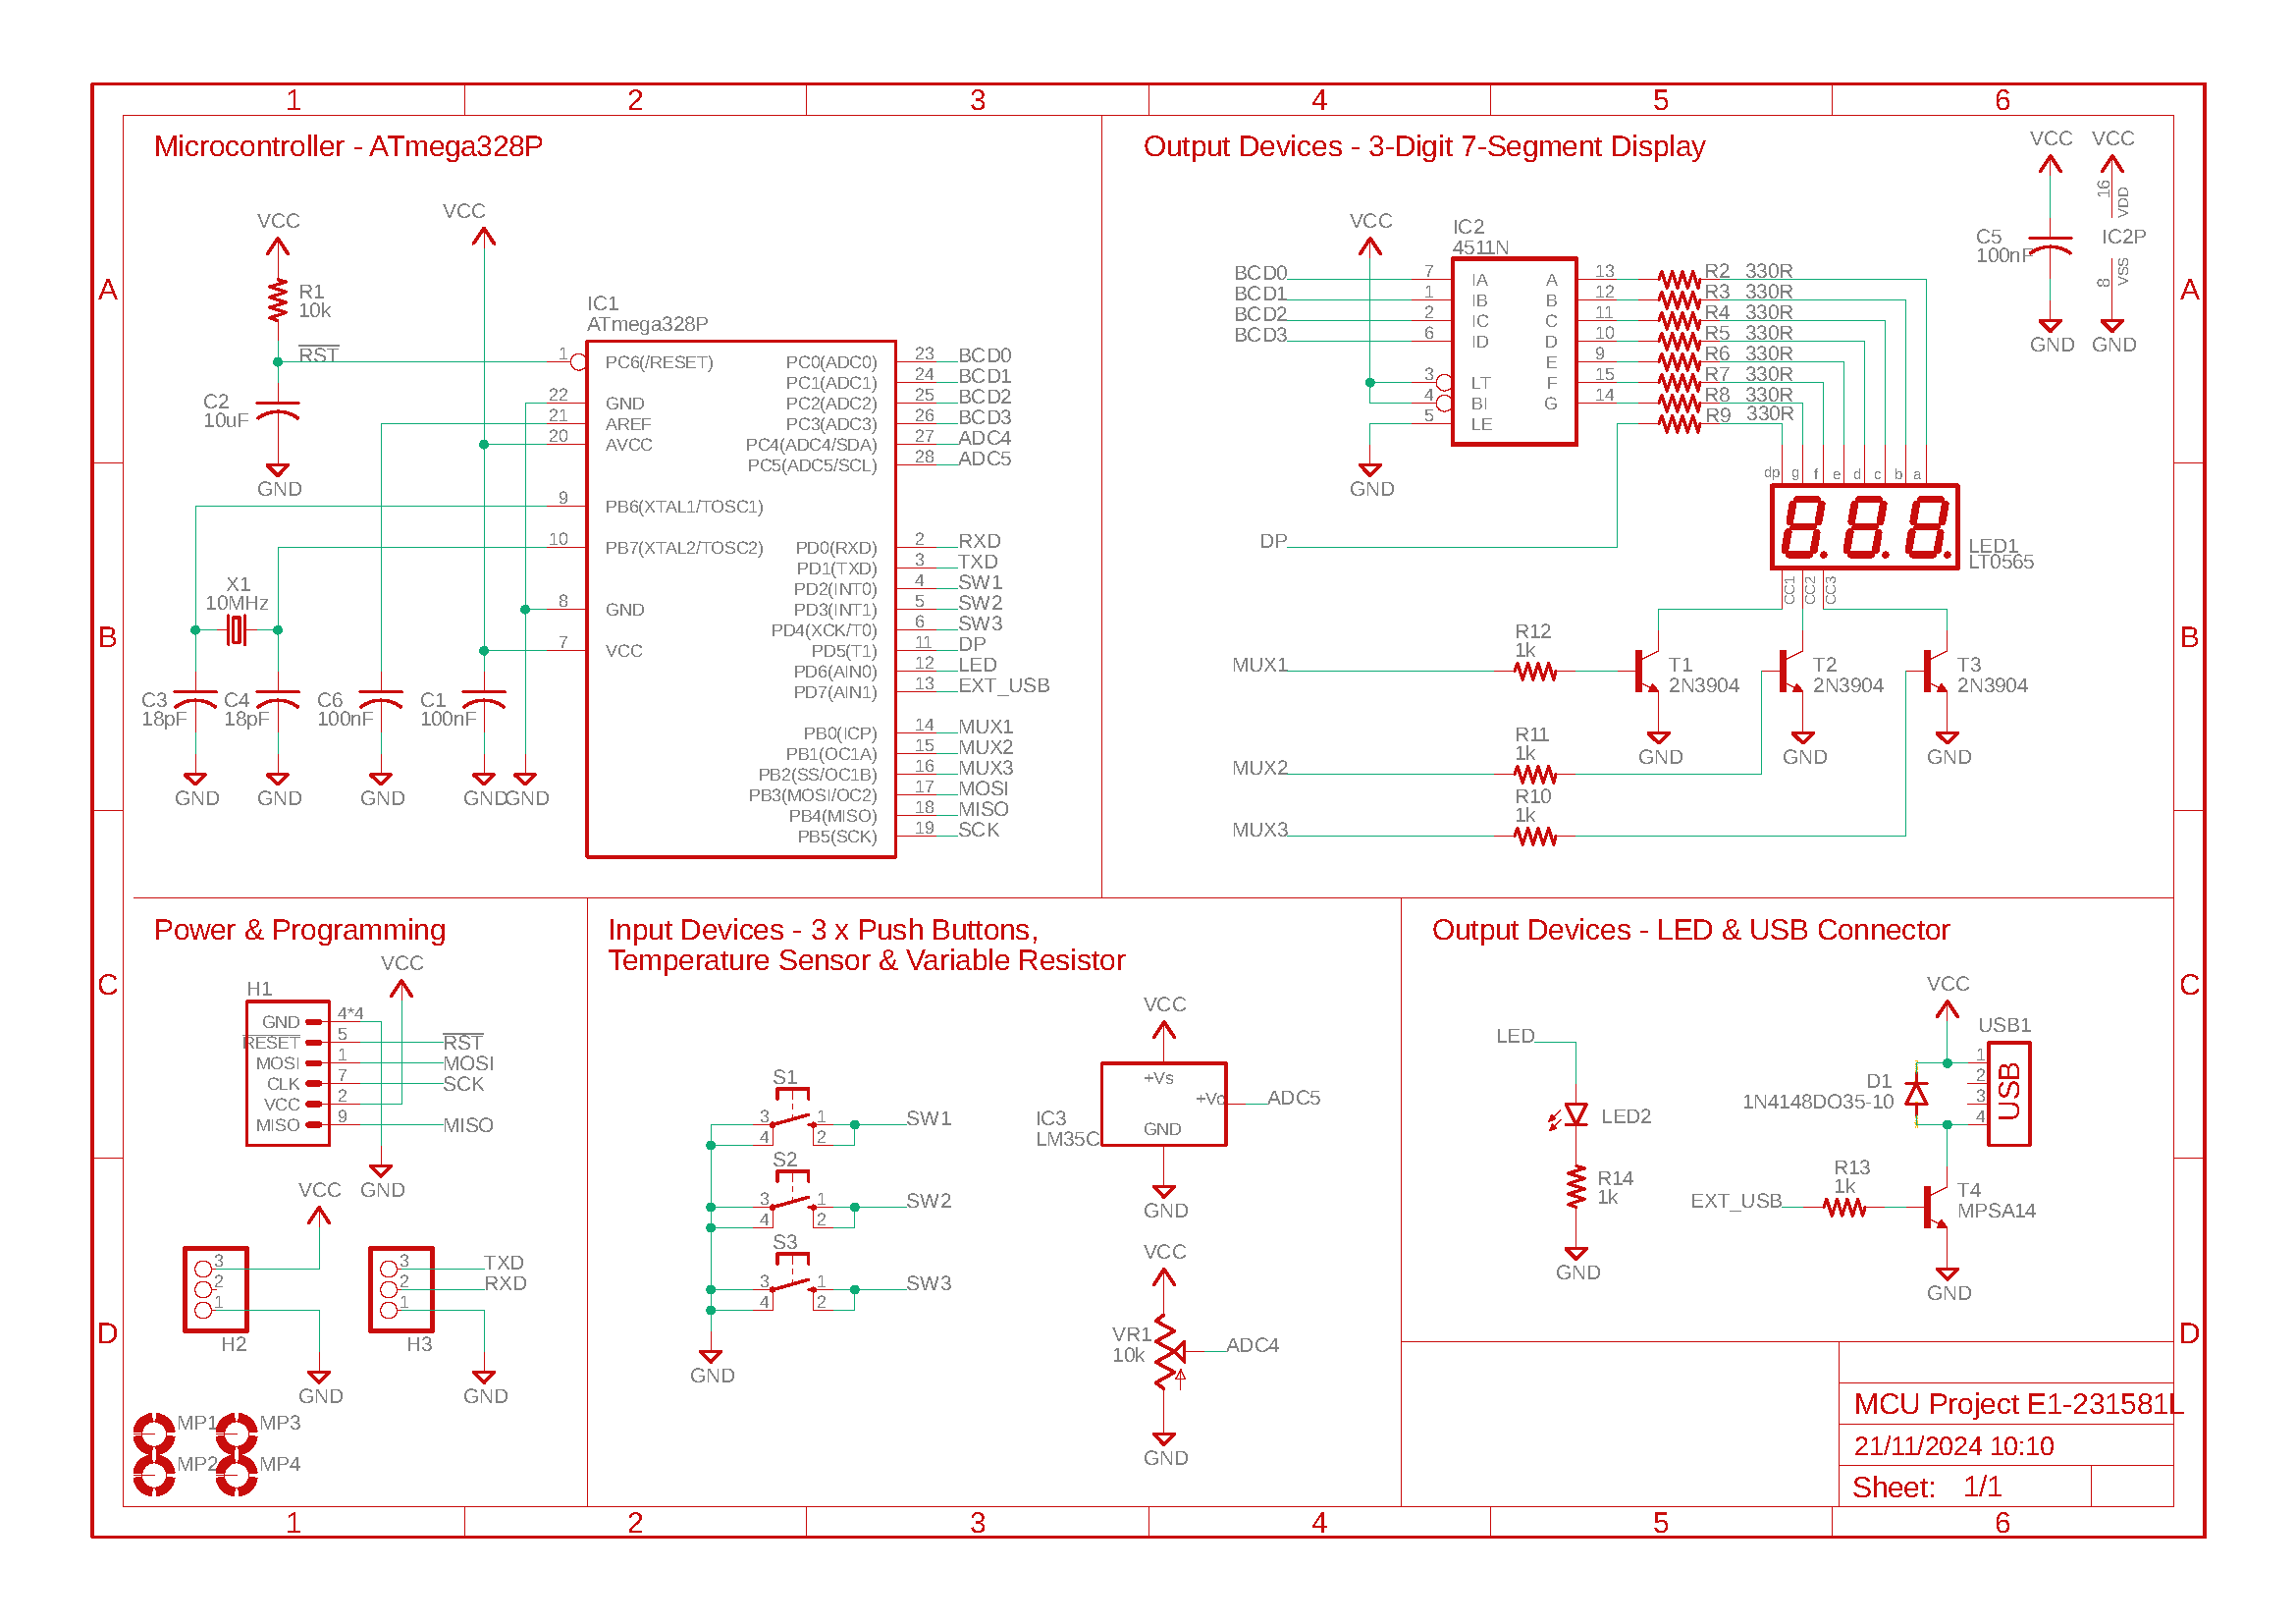 1 2 3 4 5 6
A
B
C
D
Microcontroller - ATmega328P
VCC
VCC
R1
10k
RST
C2
10uF
GND
X1
10MHz
C3
18pF
C4
18pF
C6
100nF
C1
100nF
GND
GND
GND
GND
GND
IC1
ATmega328P
1 PC6(/RESET)
22 GND
21 AREF
20 AVCC
9 PB6(XTAL1/TOSC1)
10 PB7(XTAL2/TOSC2)
8 GND
7 VCC
PC0(ADC0) 23 BCD0
PC1(ADC1) 24 BCD1
PC2(ADC2) 25 BCD2
PC3(ADC3) 26 BCD3
PC4(ADC4/SDA) 27 ADC4
PC5(ADC5/SCL) 28 ADC5
PD0(RXD) 2 RXD
PD1(TXD) 3 TXD
PD2(INT0) 4 SW1
PD3(INT1) 5 SW2
PD4(XCK/T0) 6 SW3
PD5(T1) 11 DP
PD6(AIN0) 12 LED
PD7(AIN1) 13 EXT_USB
PB0(ICP) 14 MUX1
PB1(OC1A) 15 MUX2
PB2(SS/OC1B) 16 MUX3
PB3(MOSI/OC2) 17 MOSI
PB4(MISO) 18 MISO
PB5(SCK) 19 SCK
Output Devices - 3-Digit 7-Segment Display
VCC
IC2
4511N
BCD0 7 IA A 13 R2 330R
BCD1 1 IB B 12 R3 330R
BCD2 2 IC C 11 R4 330R
BCD3 6 ID D 10 R5 330R
E 9 R6 330R
3 LT F 15 R7 330R
4 BI G 14 R8 330R
5 LE R9 330R
GND
DP
dp g f e d c b a
8.8.8.
LED1
LT0565
CC1 CC2 CC3
MUX1
R12
1k
T1
2N3904
T2
2N3904
T3
2N3904
GND
GND
GND
MUX2
R11
1k
MUX3
R10
1k
VCC VCC
C5
100nF
16 VDD
IC2P
8 VSS
GND GND
Power & Programming
VCC
H1
GND 4*4
RESET 5 RST
MOSI 1 MOSI
CLK 7 SCK
VCC 2
MISO 9 MISO
GND
VCC
3
2
1
H2
GND
3 TXD
2 RXD
1
H3
GND
MP1 MP3
MP2 MP4
Input Devices - 3 x Push Buttons,
Temperature Sensor & Variable Resistor
S1
3 1 SW1
4 2
S2
3 1 SW2
4 2
S3
3 1 SW3
4 2
GND
VCC
+Vs
+Vo ADC5
GND
IC3
LM35C
GND
VCC
VR1
10k
ADC4
GND
Output Devices - LED & USB Connector
LED
LED2
R14
1k
GND
VCC
USB1
1
2
3
4
USB
D1
1N4148DO35-10
EXT_USB
R13
1k
T4
MPSA14
GND
MCU Project E1-231581L
21/11/2024 10:10
Sheet: 1/1
A
B
C
D
1 2 3 4 5 6